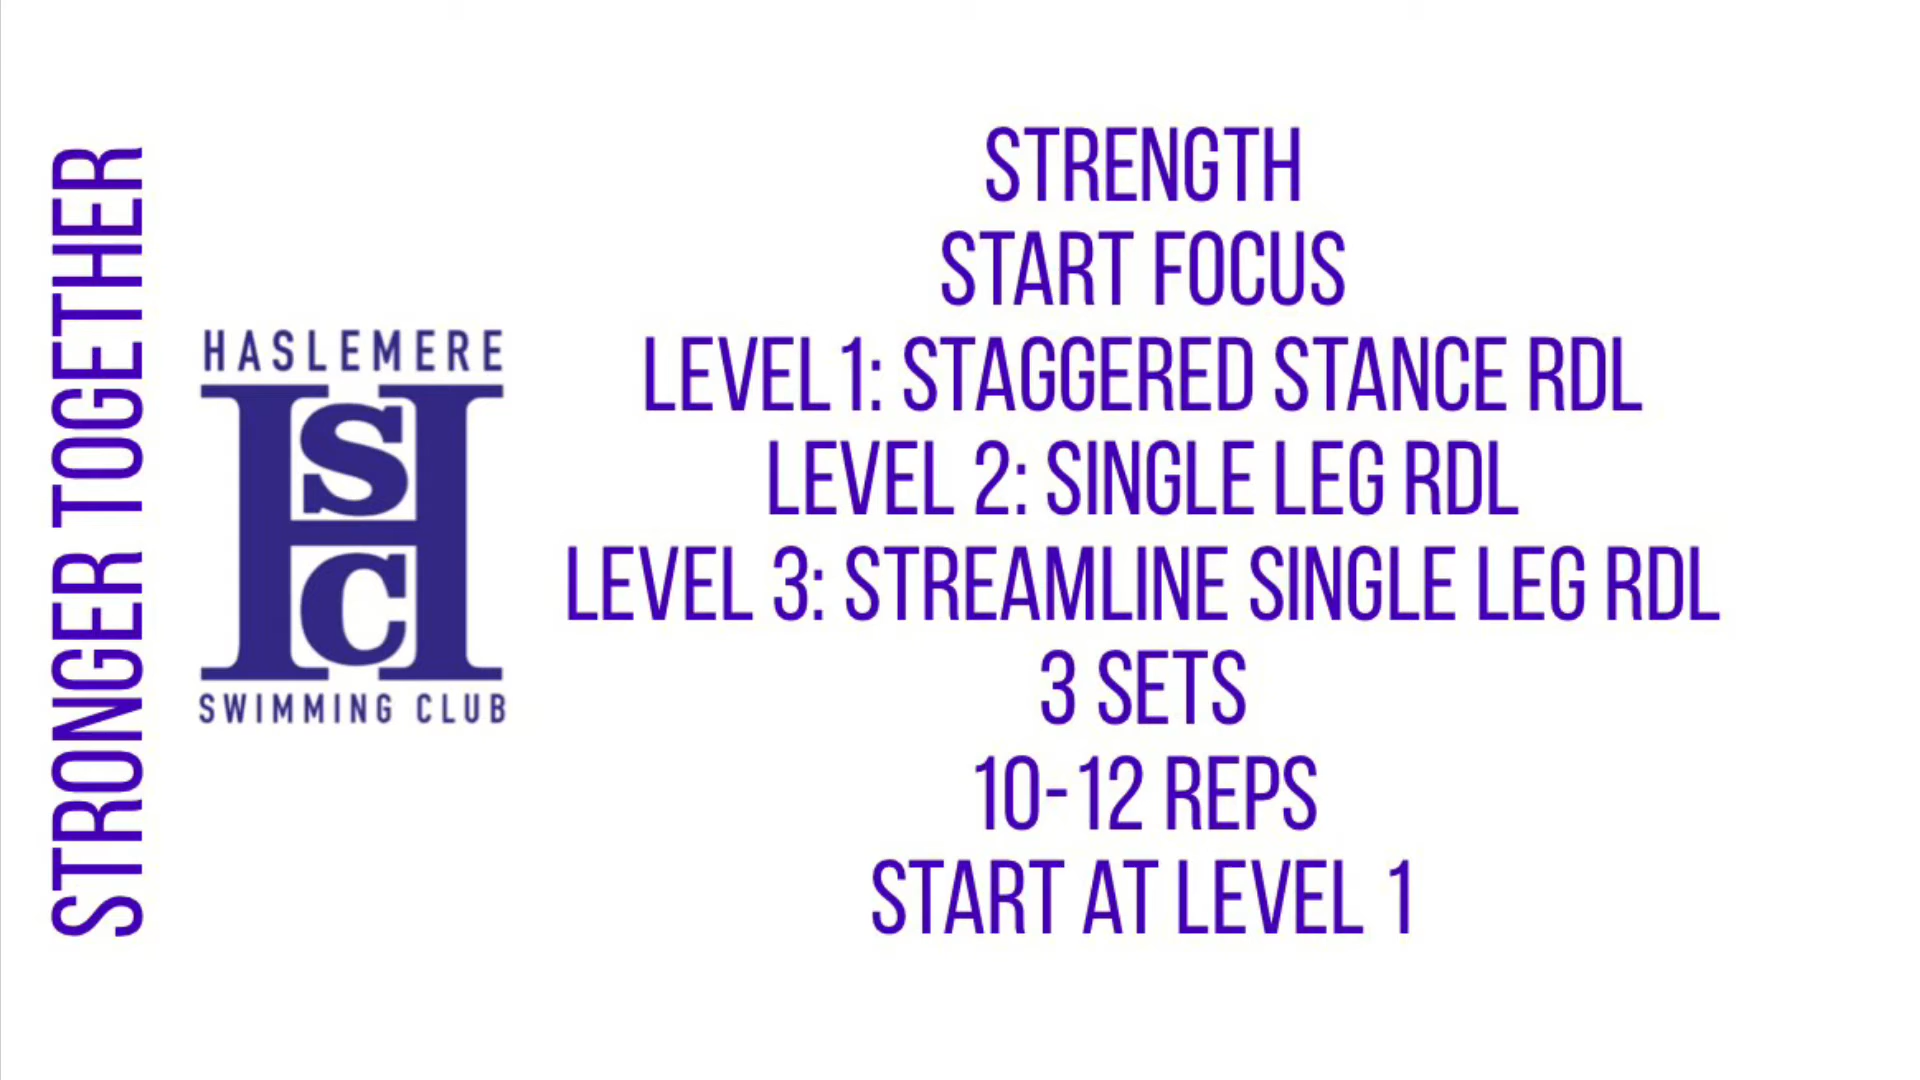 STRONGER TOGETHER
HASLEMERE
HSC
SWIMMING CLUB
STRENGTH
START FOCUS
LEVEL 1: STAGGERED STANCE RDL
LEVEL 2: SINGLE LEG RDL
LEVEL 3: STREAMLINE SINGLE LEG RDL
3 SETS
10-12 REPS
START AT LEVEL 1